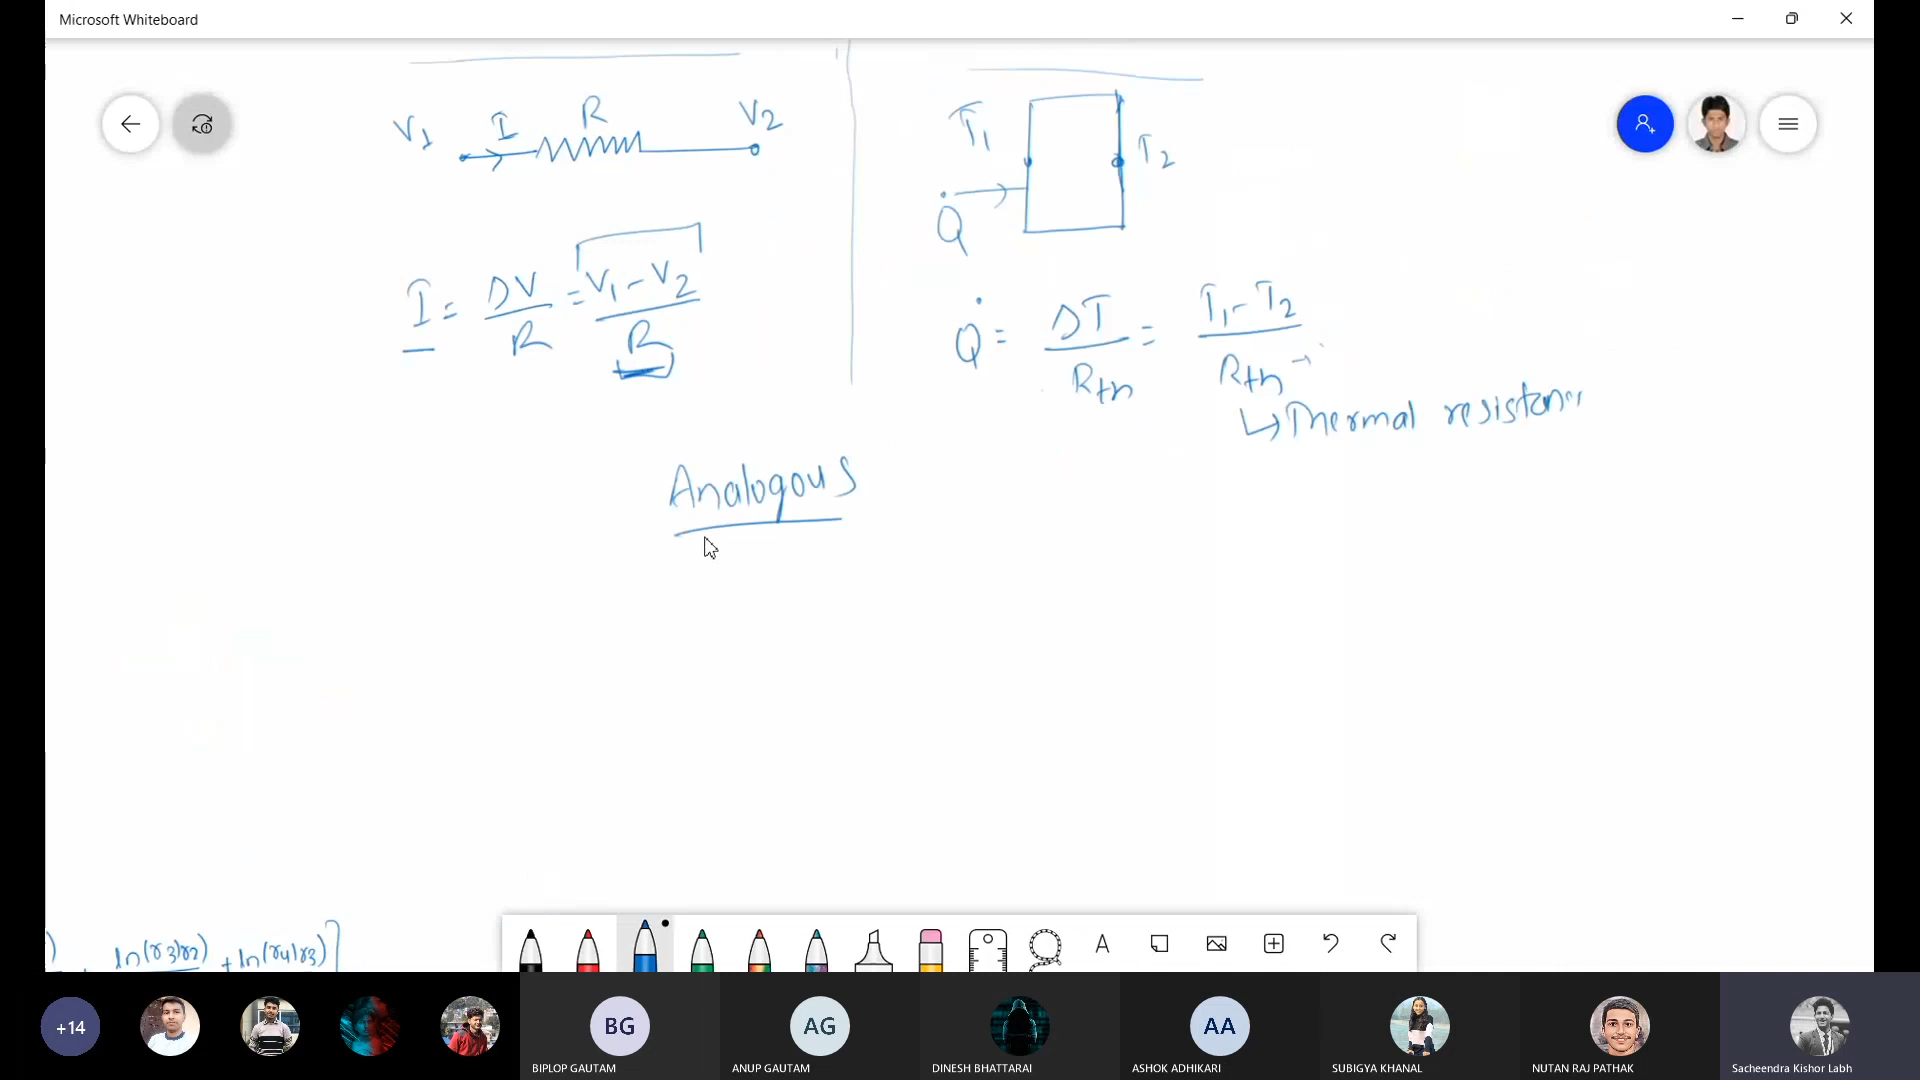 Microsoft Whiteboard
V1 I R V2
T1 T2
Q̇
I = ΔV/R = V1-V2/R
Q̇ = ΔT/Rth = T1-T2/Rth →
↳ Thermal resistan
Analogous
) + ln(r3/r2) + ln(r4/r3)]
A
+14
BG
BIPLOP GAUTAM
AG
ANUP GAUTAM
DINESH BHATTARAI
AA
ASHOK ADHIKARI
SUBIGYA KHANAL
NUTAN RAJ PATHAK
Sacheendra Kishor Labh